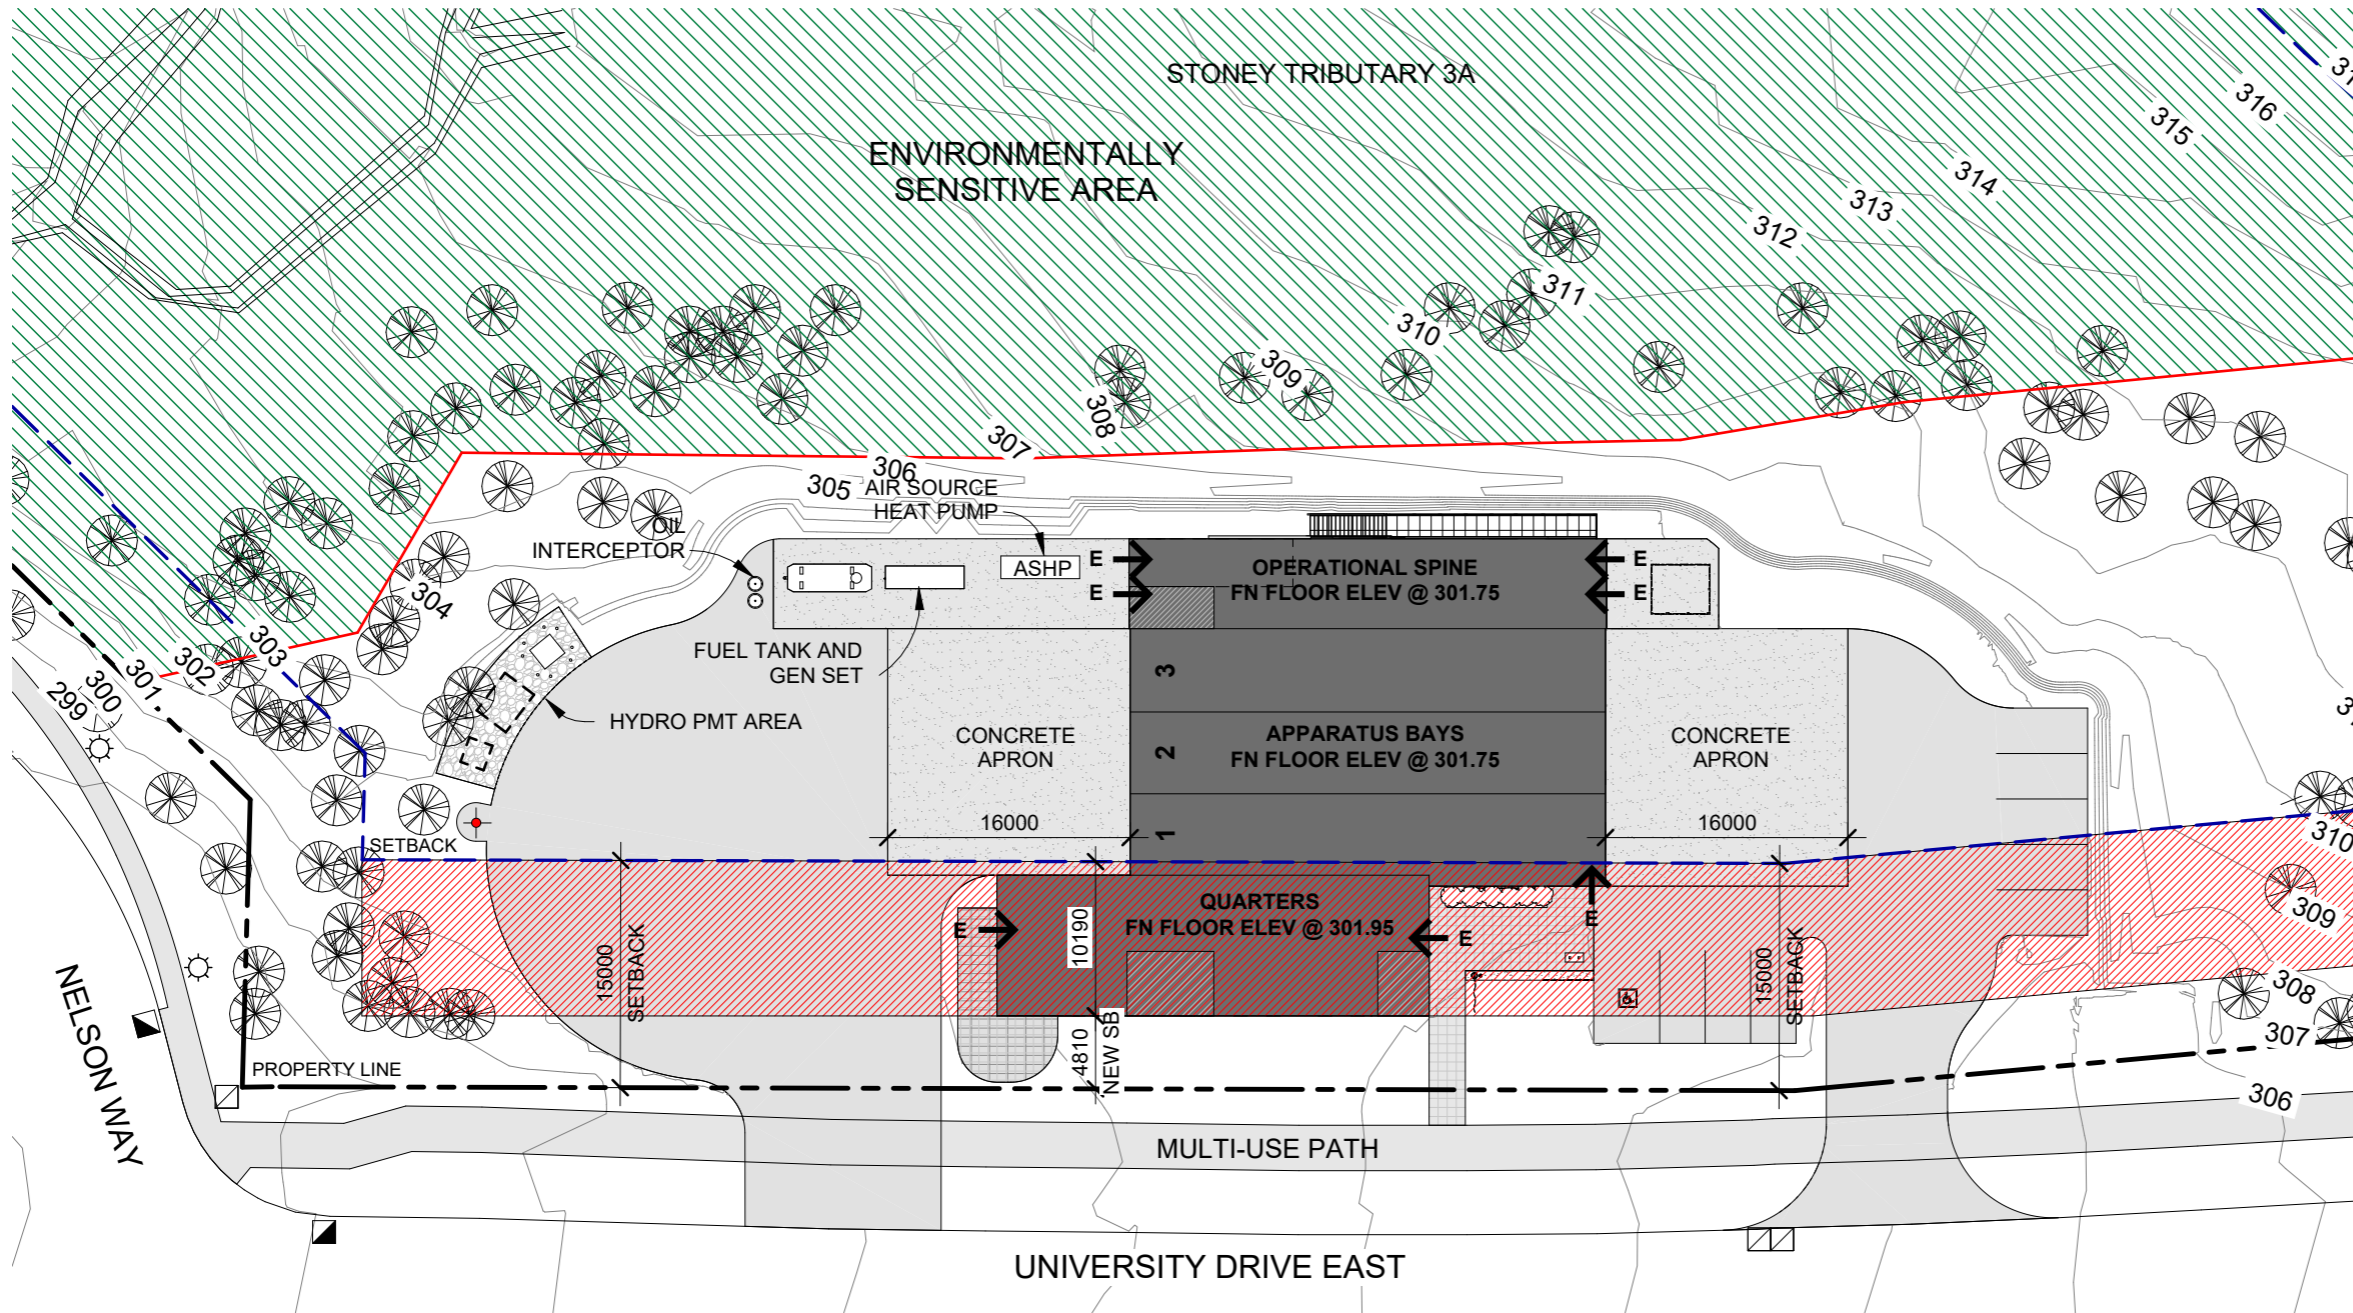 STONEY TRIBUTARY 3A
ENVIRONMENTALLY
SENSITIVE AREA
316
315
314
313
312
311
310
309
308
307
306
305
AIR SOURCE
HEAT PUMP
OIL
INTERCEPTOR
ASHP
E
E
E
E
OPERATIONAL SPINE
FN FLOOR ELEV @ 301.75
304
303
302
301
300
299
FUEL TANK AND
GEN SET
HYDRO PMT AREA
3
2
1
CONCRETE
APRON
APPARATUS BAYS
FN FLOOR ELEV @ 301.75
CONCRETE
APRON
16000
16000
SETBACK
310
309
308
307
306
QUARTERS
FN FLOOR ELEV @ 301.95
E
E
E
15000
SETBACK
10190
4810
NEW SB
15000
SETBACK
PROPERTY LINE
NELSON WAY
MULTI-USE PATH
UNIVERSITY DRIVE EAST